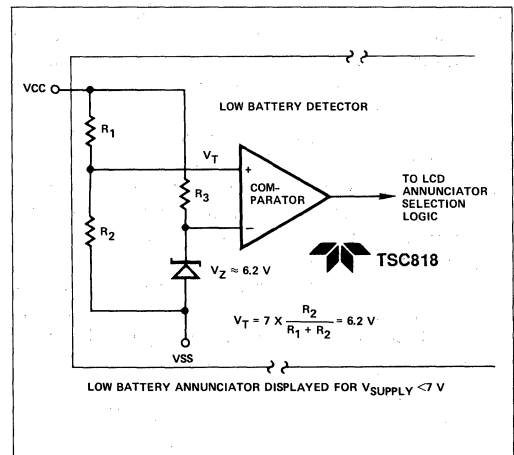 VCC
R1
R2
LOW BATTERY DETECTOR
VT
R3
+
COM-
PARATOR
−
TO LCD
ANNUNCIATOR
SELECTION
LOGIC
TSC818
VZ ≈ 6.2 V
VT = 7 X R2 / R1 + R2 = 6.2 V
VSS
LOW BATTERY ANNUNCIATOR DISPLAYED FOR VSUPPLY <7 V